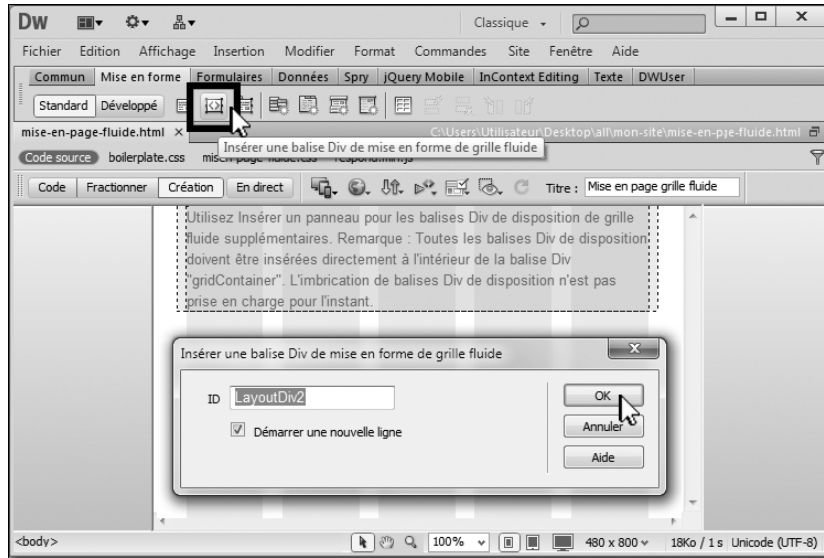 Dw Classique
Fichier Edition Affichage Insertion Modifier Format Commandes Site Fenêtre Aide
Commun Mise en forme Formulaires Données Spry jQuery Mobile InContext Editing Texte DWUser
Standard Développé
mise-en-page-fluide.html × C:\Users\Utilisateur\Desktop\all\mon-site\mise-en-pje-fluide.html
Insérer une balise Div de mise en forme de grille fluide
Code source boilerplate.css
Code Fractionner Création En direct Titre : Mise en page grille fluide
Utilisez Insérer un panneau pour les balises Div de disposition de grille
fluide supplémentaires. Remarque : Toutes les balises Div de disposition
doivent être insérées directement à l'intérieur de la balise Div
"gridContainer". L'imbrication de balises Div de disposition n'est pas
prise en charge pour l'instant.
Insérer une balise Div de mise en forme de grille fluide
ID LayoutDiv2 OK
Démarrer une nouvelle ligne Annuler
Aide
<body> 100% 480 x 800 18Ko / 1 s Unicode (UTF-8)